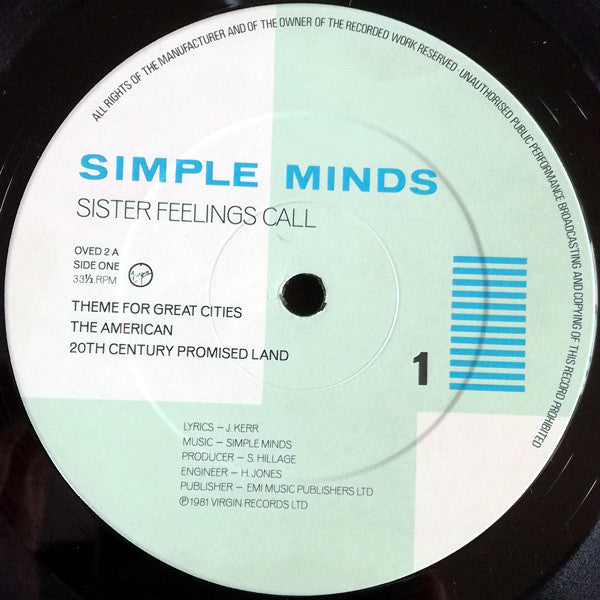 ALL RIGHTS OF THE MANUFACTURER AND OF THE OWNER OF THE RECORDED WORK RESERVED · UNAUTHORISED PUBLIC PERFORMANCE BROADCASTING AND COPYING OF THIS RECORD PROHIBITED
SIMPLE MINDS
SISTER FEELINGS CALL
OVED 2 A
SIDE ONE
33⅓ RPM
Virgin
THEME FOR GREAT CITIES
THE AMERICAN
20TH CENTURY PROMISED LAND
1
LYRICS – J. KERR
MUSIC – SIMPLE MINDS
PRODUCER – S. HILLAGE
ENGINEER – H. JONES
PUBLISHER – EMI MUSIC PUBLISHERS LTD
℗1981 VIRGIN RECORDS LTD